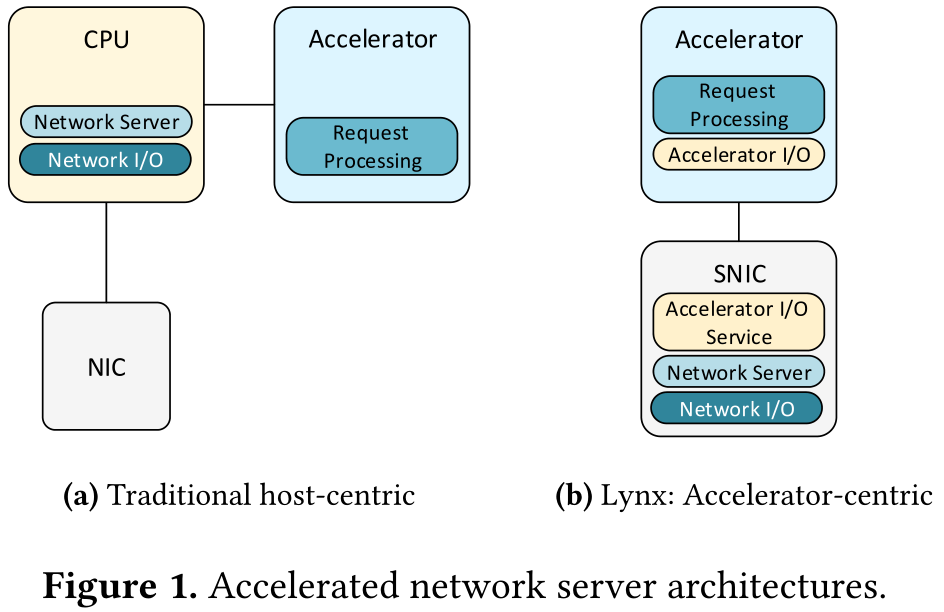 CPU
Network Server
Network I/O
Accelerator
Request
Processing
NIC
(a) Traditional host-centric
Accelerator
Request
Processing
Accelerator I/O
SNIC
Accelerator I/O
Service
Network Server
Network I/O
(b) Lynx: Accelerator-centric
Figure 1. Accelerated network server architectures.